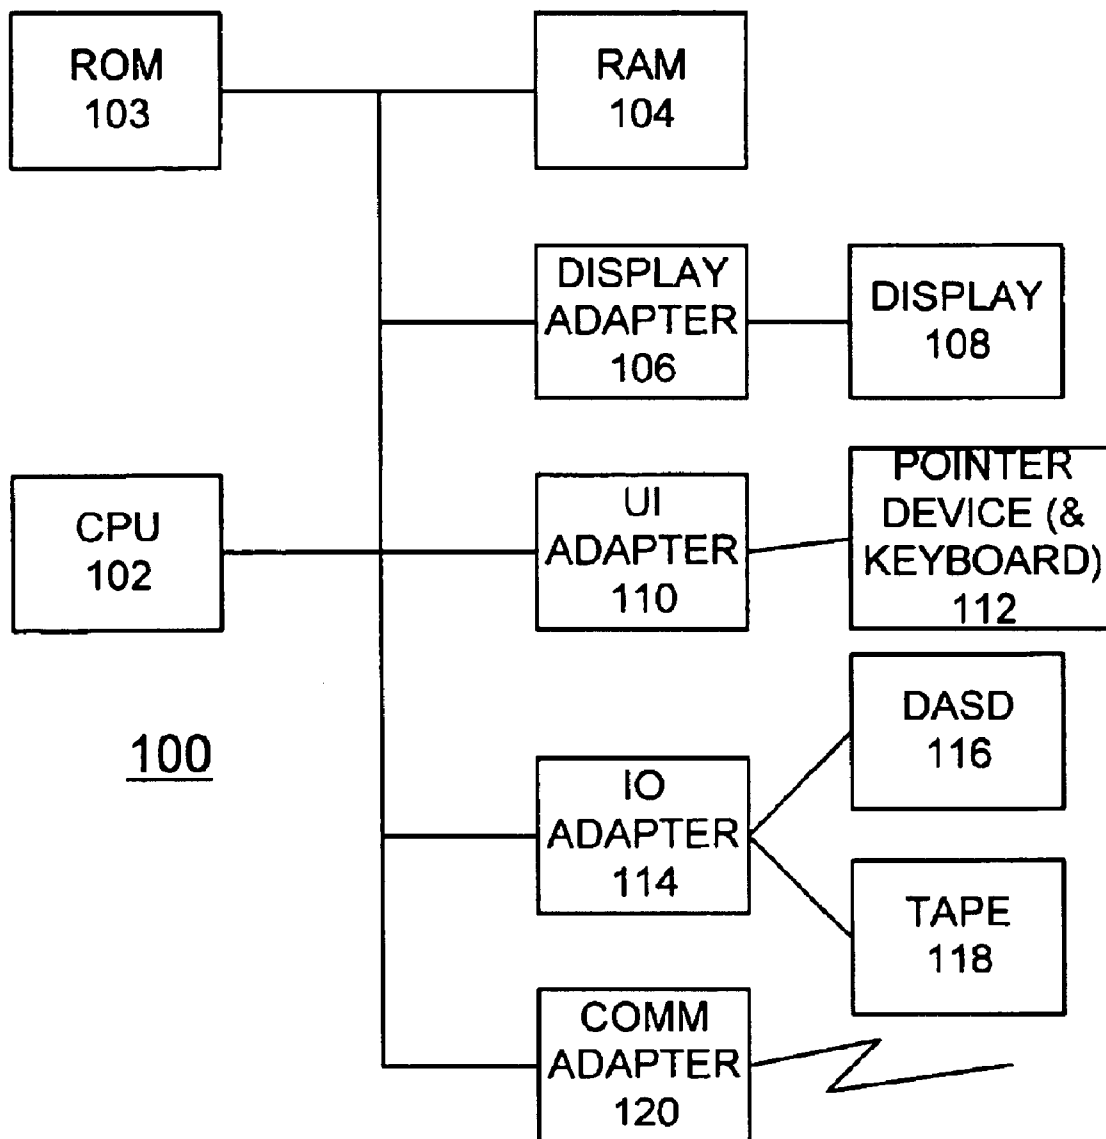 ROM
103
RAM
104
DISPLAY
ADAPTER
106
DISPLAY
108
CPU
102
UI
ADAPTER
110
POINTER
DEVICE (&
KEYBOARD)
112
100
IO
ADAPTER
114
DASD
116
TAPE
118
COMM
ADAPTER
120